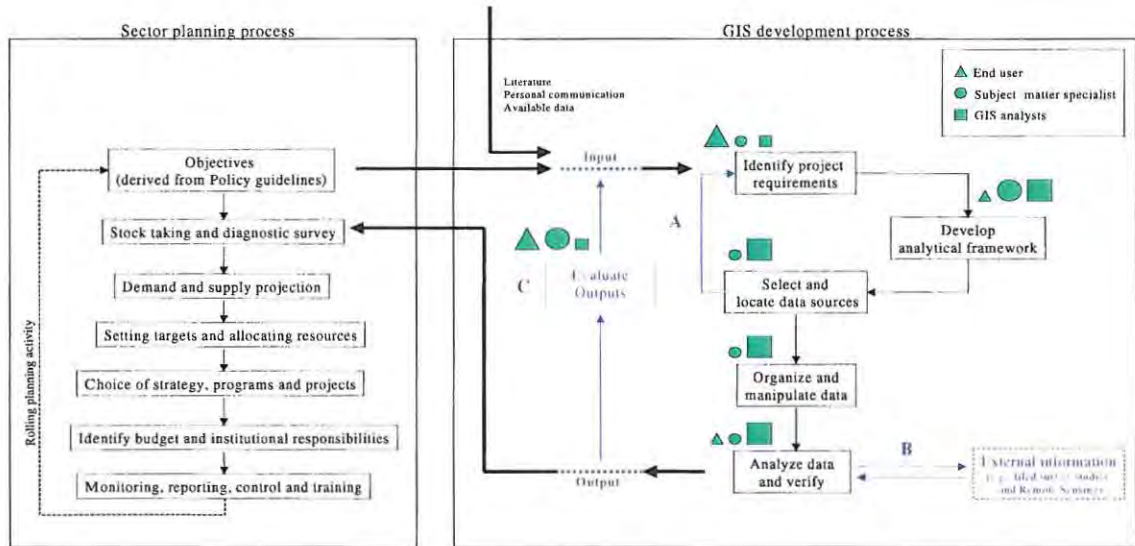 Sector planning process
Objectives
(derived from Policy guidelines)
Stock taking and diagnostic survey
Demand and supply projection
Setting targets and allocating resources
Choice of strategy, programs and projects
Identify budget and institutional responsibilities
Monitoring, reporting, control and training
Rolling planning activity
GIS development process
Literature
Personal communication
Available data
End user
Subject matter specialist
GIS analysts
Input
Identify project
requirements
A
Develop
analytical framework
C
Evaluate
Outputs
Select and
locate data sources
Organize and
manipulate data
Analyze data
and verify
B
External information
and Remote Sensing
Output